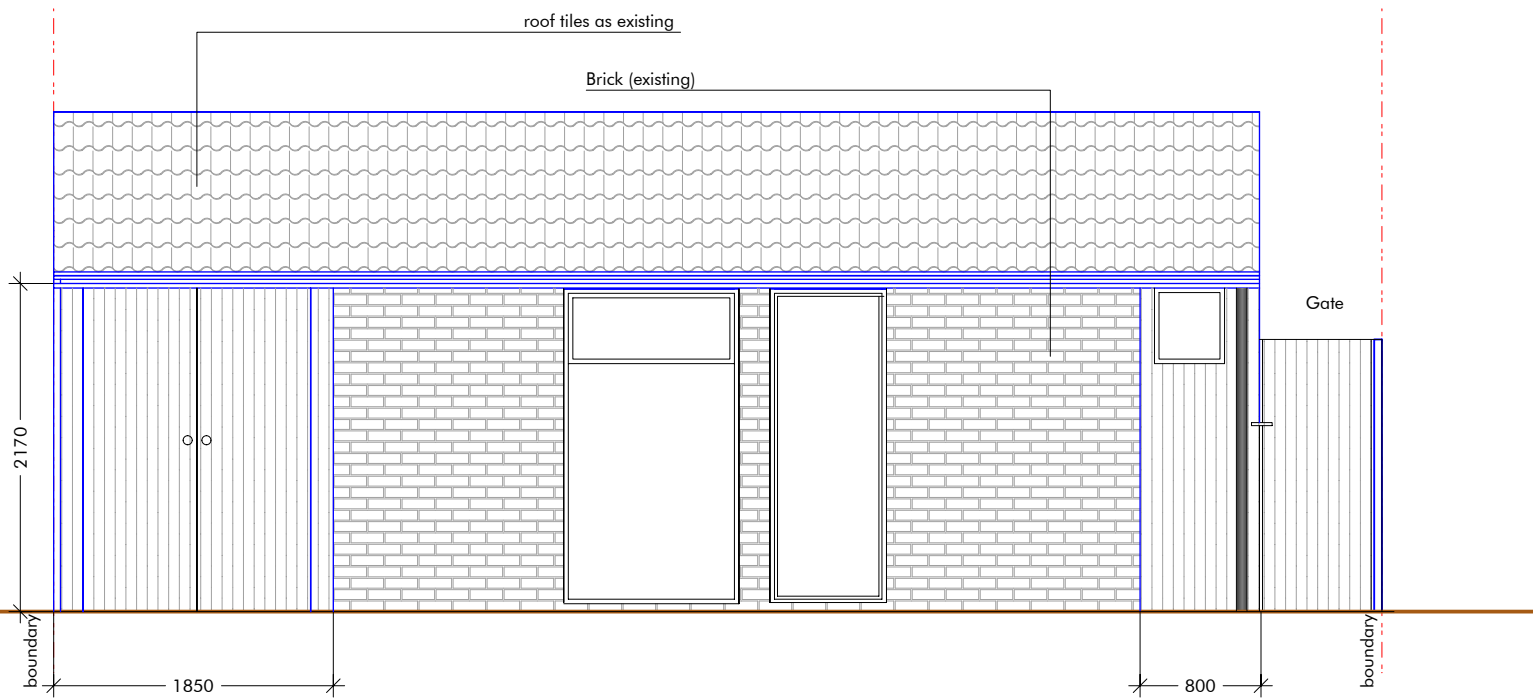 roof tiles as existing
Brick (existing)
Gate
2170
boundary
boundary
1850
800